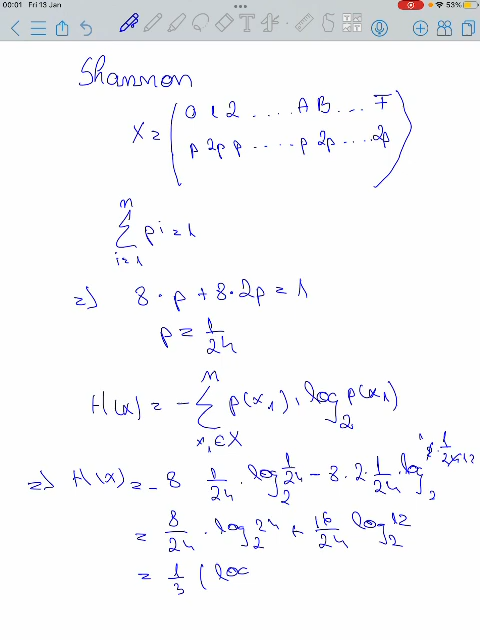 00:01 Fri 13 Jan 53%
Shannon
X = ( 0 1 2 .... A B ... F
p 2p p ..... p 2p .... 2p )
n
∑ pi = 1
i=1
=> 8 · p + 8 · 2p = 1
p = 1/24
H(x) = - ∑ p(x1) · log2 p(x1)
n
x1 ∈ X
=> H(x) = - 8 1/24 · log2 1/24 - 8 · 2 · 1/24 · log2 2 · 1/24 12
= 8/24 · log2 24 + 16/24 log2 12
= 1/3 ( log